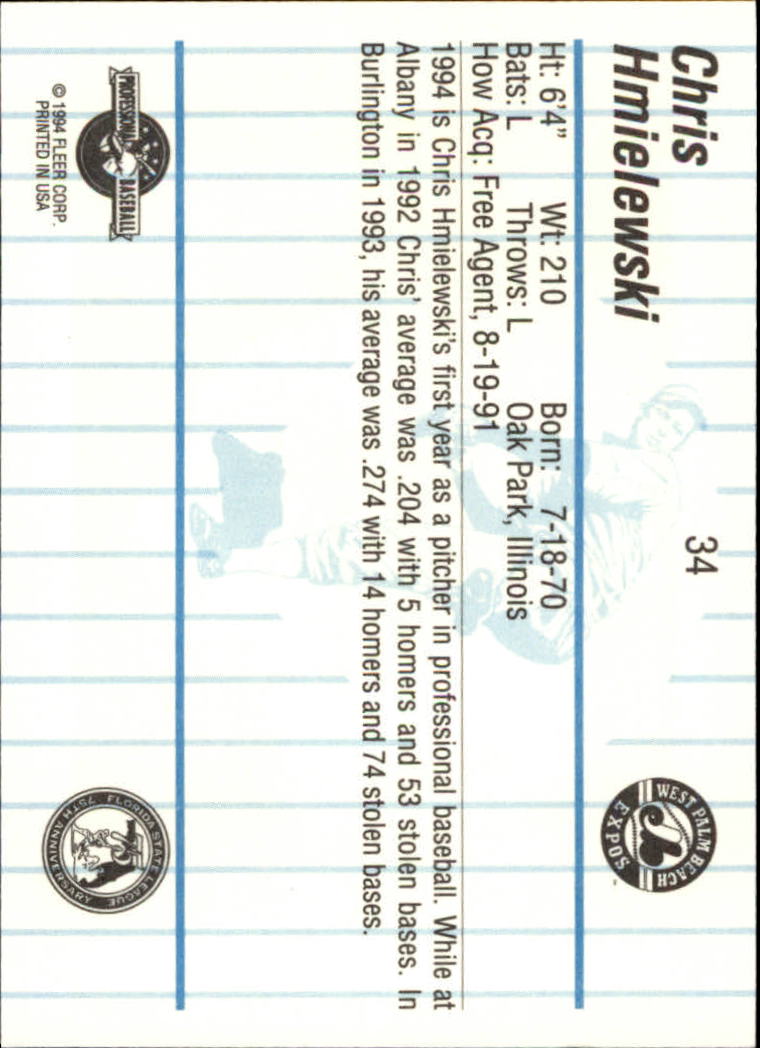 Chris
Hmielewski
34
WEST PALM BEACH
EXPOS
Ht: 6'4" Wt: 210 Born: 7-18-70
Bats: L Throws: L Oak Park, Illinois
How Acq: Free Agent, 8-19-91
1994 is Chris Hmielewski's first year as a pitcher in professional baseball. While at
Albany in 1992 Chris' average was .204 with 5 homers and 53 stolen bases. In
Burlington in 1993, his average was .274 with 14 homers and 74 stolen bases.
PROFESSIONAL BASEBALL
© 1994 FLEER CORP.
PRINTED IN USA
FLORIDA STATE LEAGUE
75TH ANNIVERSARY